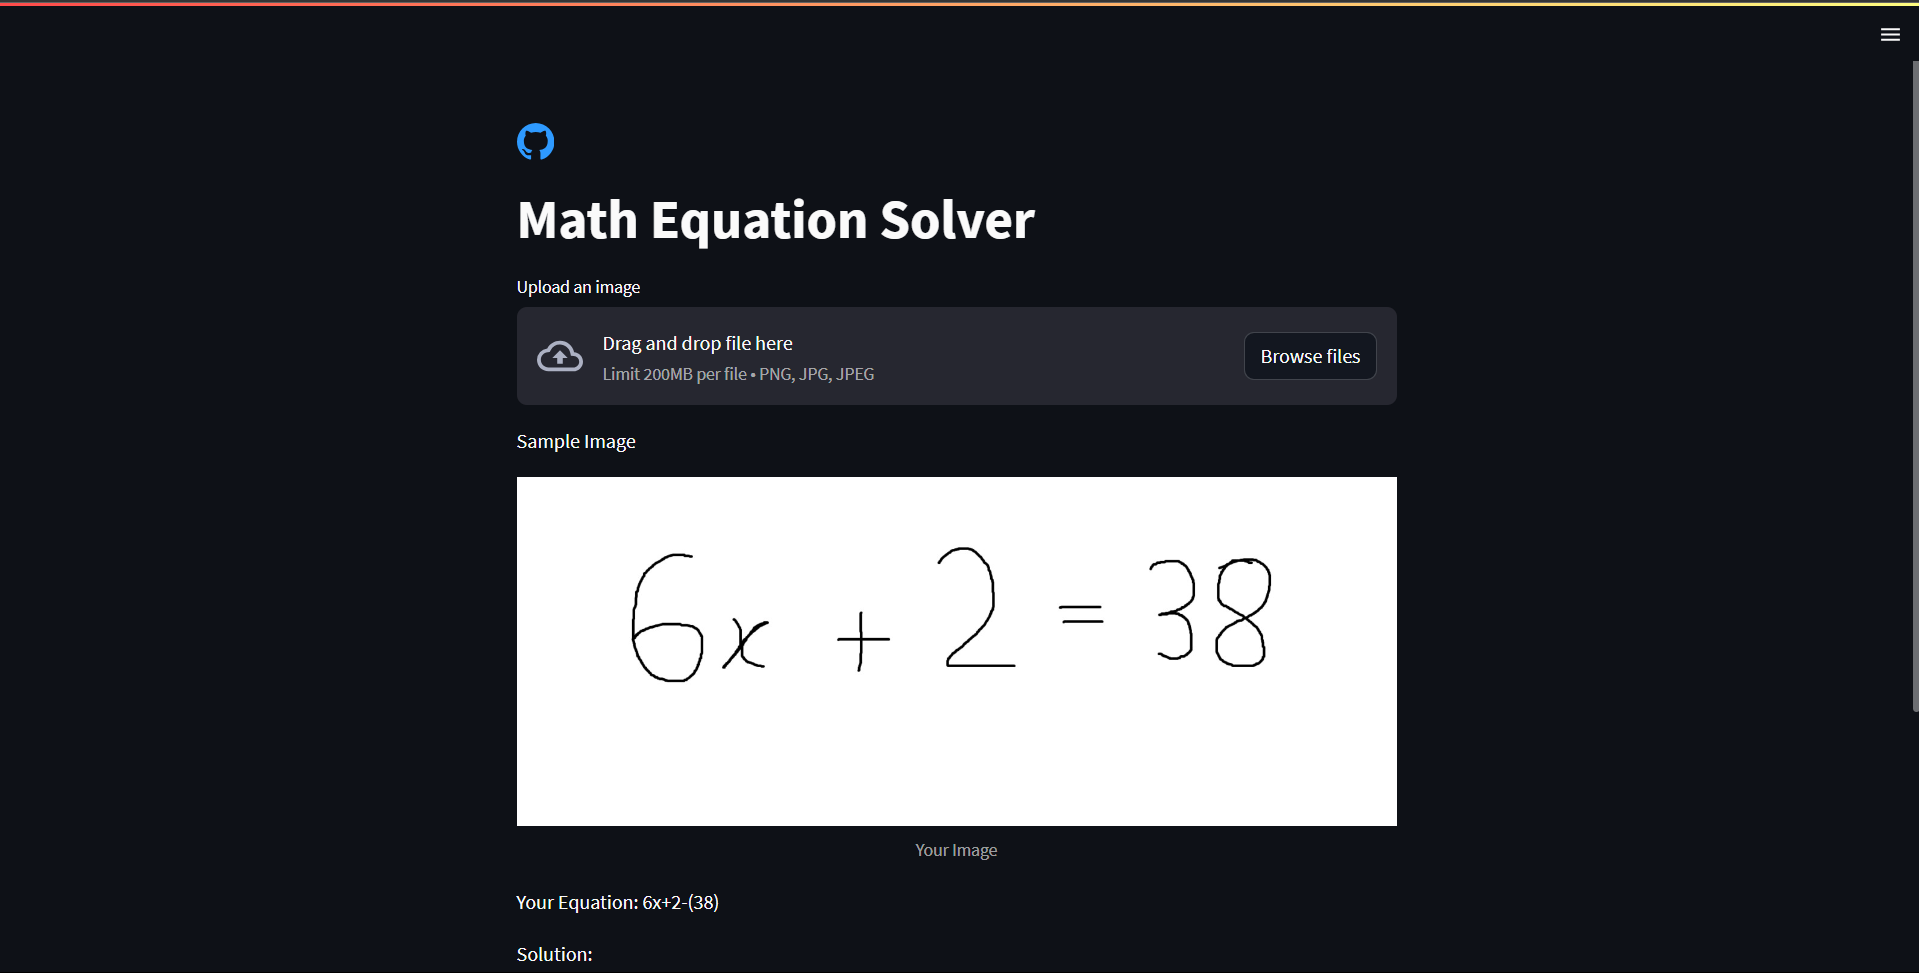 Math Equation Solver
Upload an image
Drag and drop file here
Limit 200MB per file • PNG, JPG, JPEG
Browse files
Sample Image
6x + 2 = 38
Your Image
Your Equation: 6x+2-(38)
Solution: